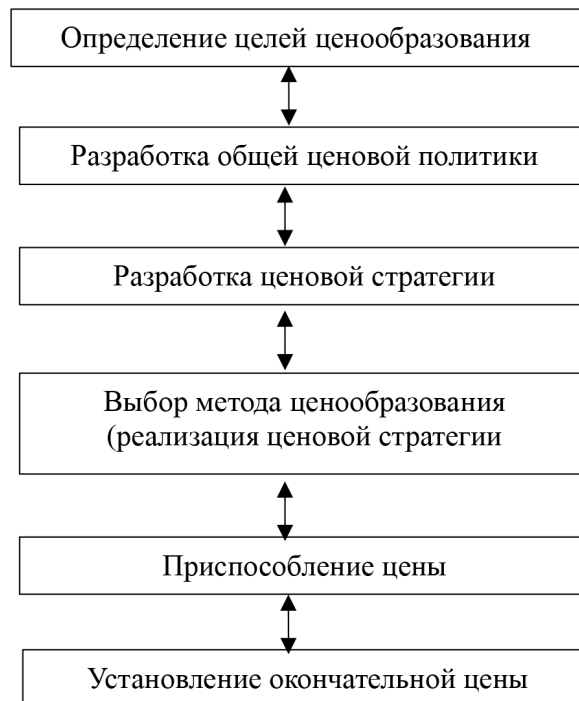 Определение целей ценообразования
Разработка общей ценовой политики
Разработка ценовой стратегии
Выбор метода ценообразования
(реализация ценовой стратегии
Приспособление цены
Установление окончательной цены